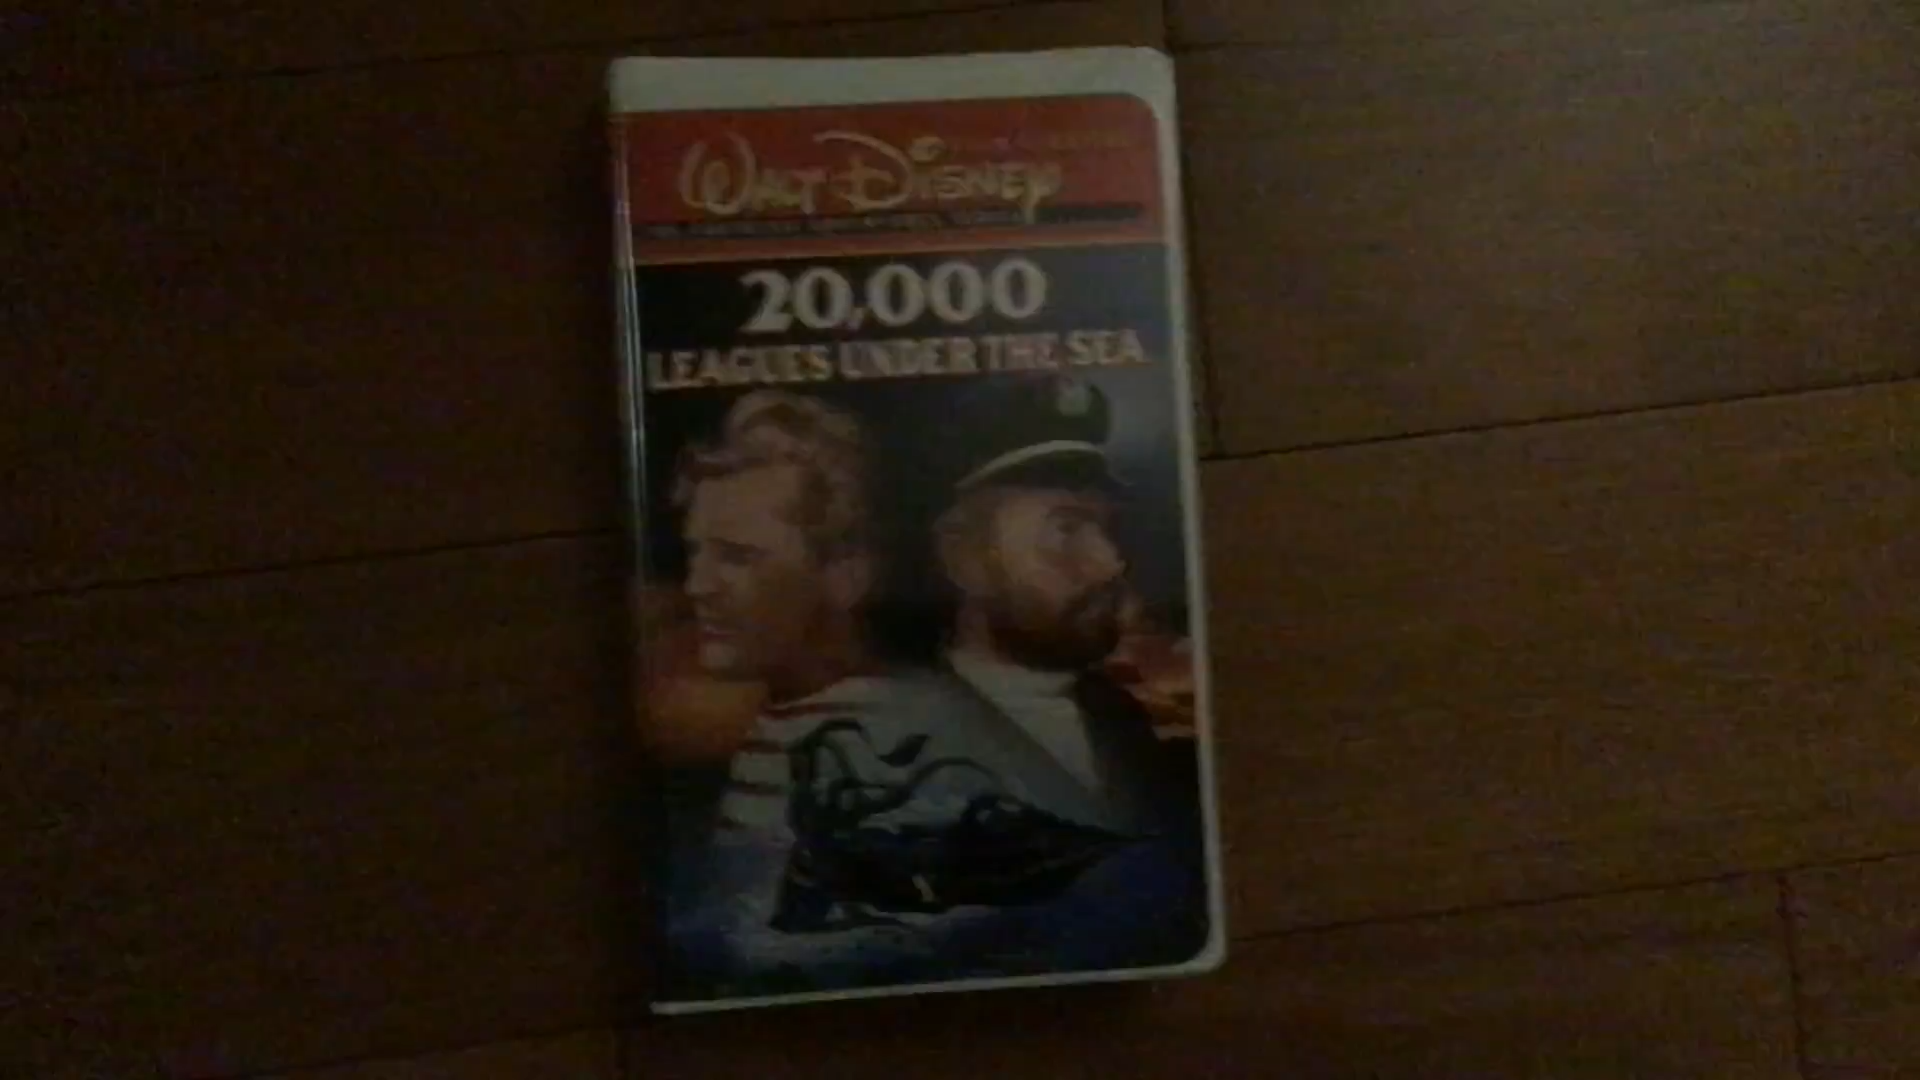 WALT DISNEY
20,000
LEAGUES UNDER THE SEA